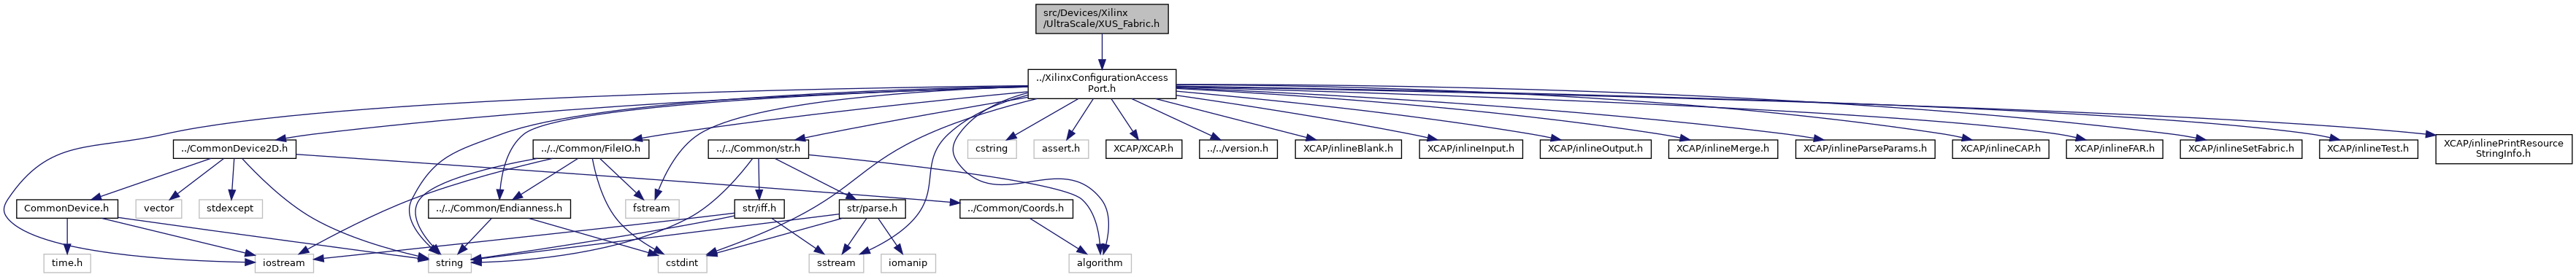 src/Devices/Xilinx
/UltraScale/XUS_Fabric.h
../XilinxConfigurationAccess
Port.h
../CommonDevice2D.h
../../Common/FileIO.h
../../Common/str.h
cstring
assert.h
XCAP/XCAP.h
../../version.h
XCAP/inlineBlank.h
XCAP/inlineInput.h
XCAP/inlineOutput.h
XCAP/inlineMerge.h
XCAP/inlineParseParams.h
XCAP/inlineCAP.h
XCAP/inlineFAR.h
XCAP/inlineSetFabric.h
XCAP/inlineTest.h
XCAP/inlinePrintResource
StringInfo.h
CommonDevice.h
vector
stdexcept
../../Common/Endianness.h
fstream
str/iff.h
str/parse.h
../Common/Coords.h
time.h
iostream
string
cstdint
sstream
iomanip
algorithm